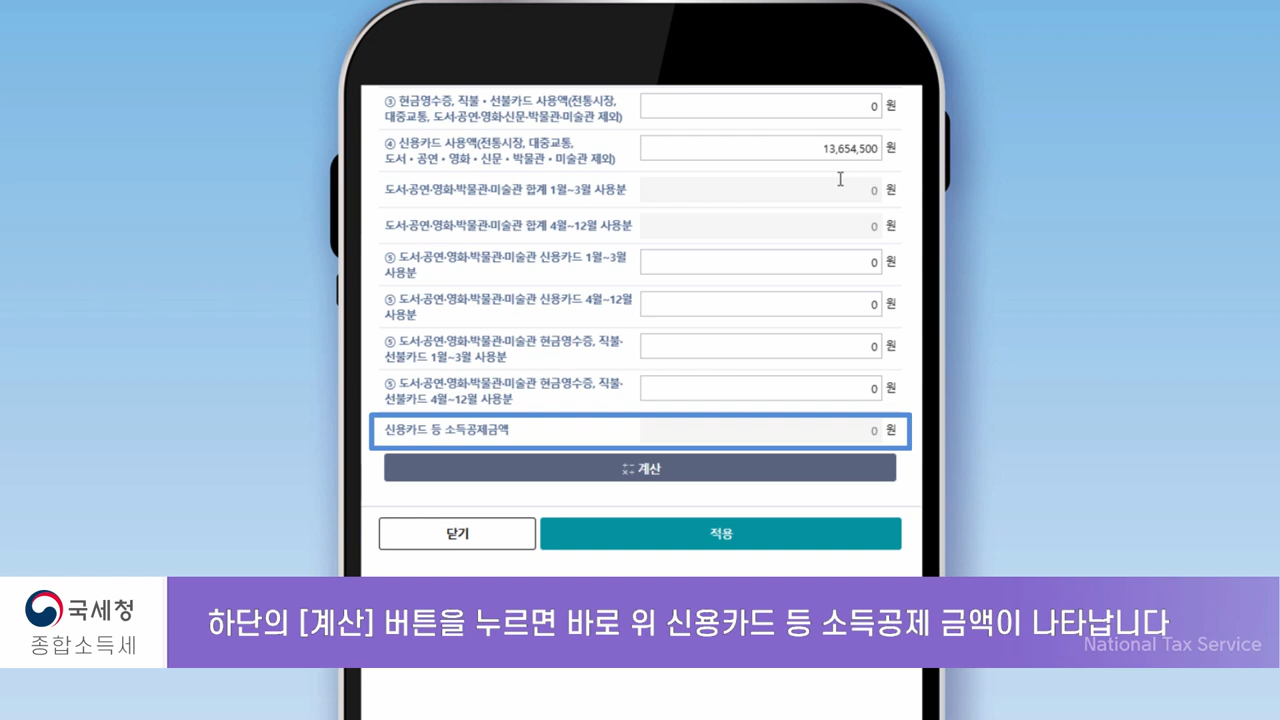 ③ 현금영수증, 직불・선불카드 사용액(전통시장,
대중교통, 도서·공연·영화·신문·박물관·미술관 제외)
0 원
④ 신용카드 사용액(전통시장, 대중교통,
도서・공연・영화・신문・박물관・미술관 제외)
13,654,500 원
도서·공연·영화·박물관·미술관 합계 1월~3월 사용분
0 원
도서·공연·영화·박물관·미술관 합계 4월~12월 사용분
0 원
⑤ 도서·공연·영화·박물관·미술관 신용카드 1월~3월
사용분
0 원
⑤ 도서·공연·영화·박물관·미술관 신용카드 4월~12월
사용분
0 원
⑤ 도서·공연·영화·박물관·미술관 현금영수증, 직불·
선불카드 1월~3월 사용분
0 원
⑤ 도서·공연·영화·박물관·미술관 현금영수증, 직불·
선불카드 4월~12월 사용분
0 원
신용카드 등 소득공제금액
0 원
계산
닫기
적용
국세청
종합소득세
하단의 [계산] 버튼을 누르면 바로 위 신용카드 등 소득공제 금액이 나타납니다
National Tax Service